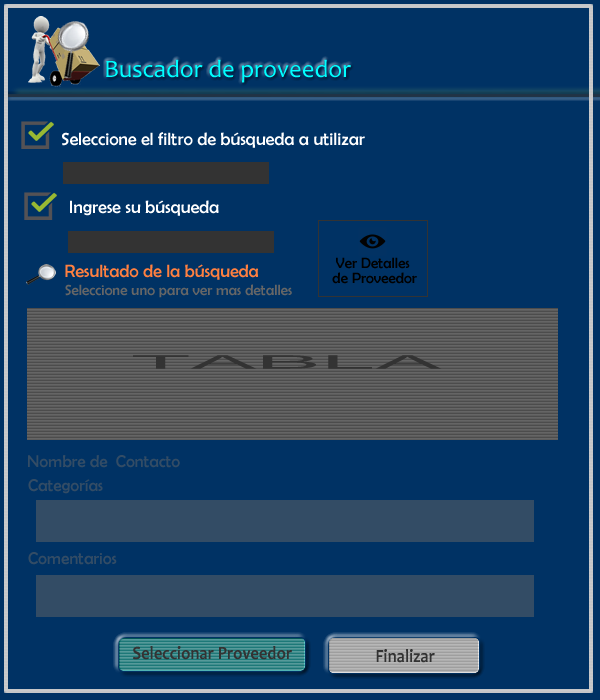 Buscador de proveedor
Seleccione el filtro de búsqueda a utilizar
Ingrese su búsqueda
Ver Detalles
de Proveedor
Resultado de la búsqueda
Seleccione uno para ver mas detalles
TABLA
Nombre de Contacto
Categorías
Comentarios
Seleccionar Proveedor
Finalizar